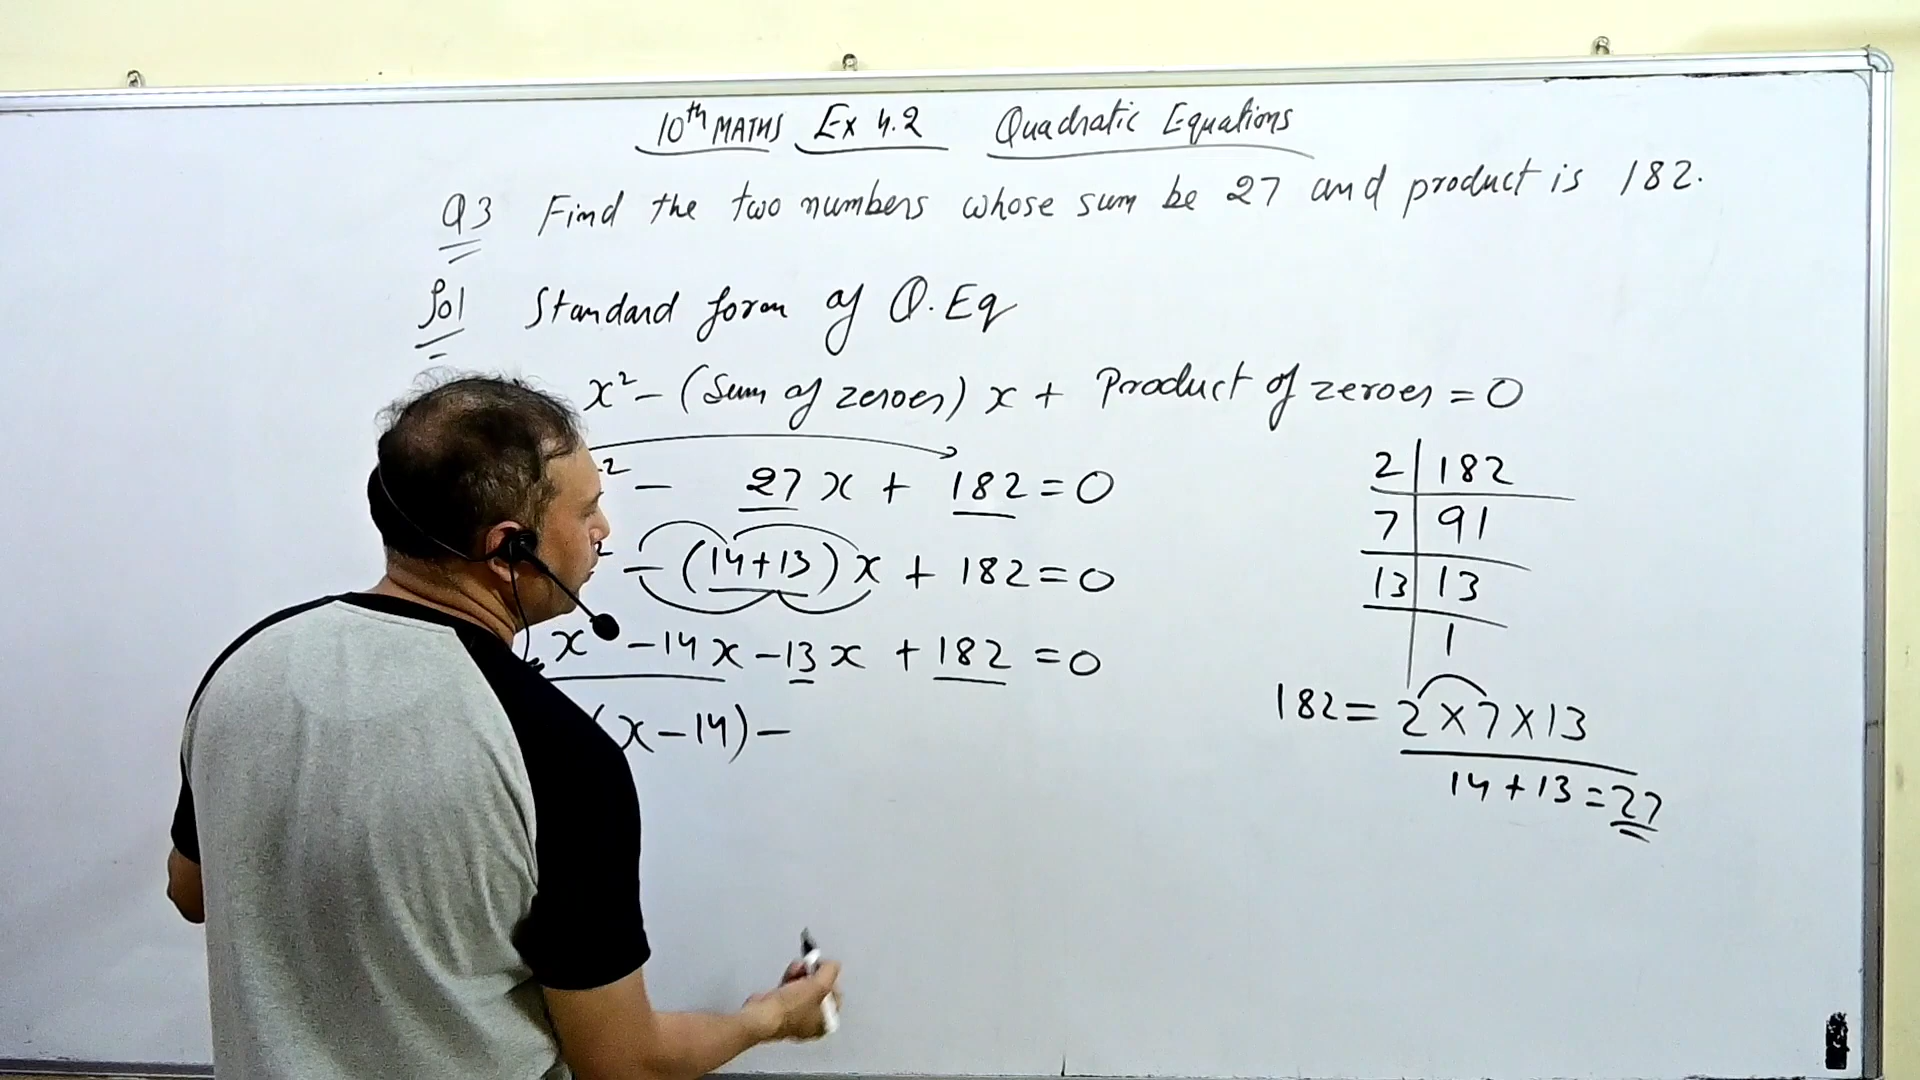 10th MATHS Ex 4.2 Quadratic Equations
Q3 Find the two numbers whose sum be 27 and product is 182.
Sol Standard form of Q.Eq
x² - (Sum of zeroes) x + Product of zeroes = 0
² - 27x + 182 = 0
² - (14+13)x + 182 = 0
x - 14x - 13x + 182 = 0
(x - 14) -
2 | 182
7 | 91
13 | 13
1
182 = 2 × 7 × 13
14 + 13 = 27